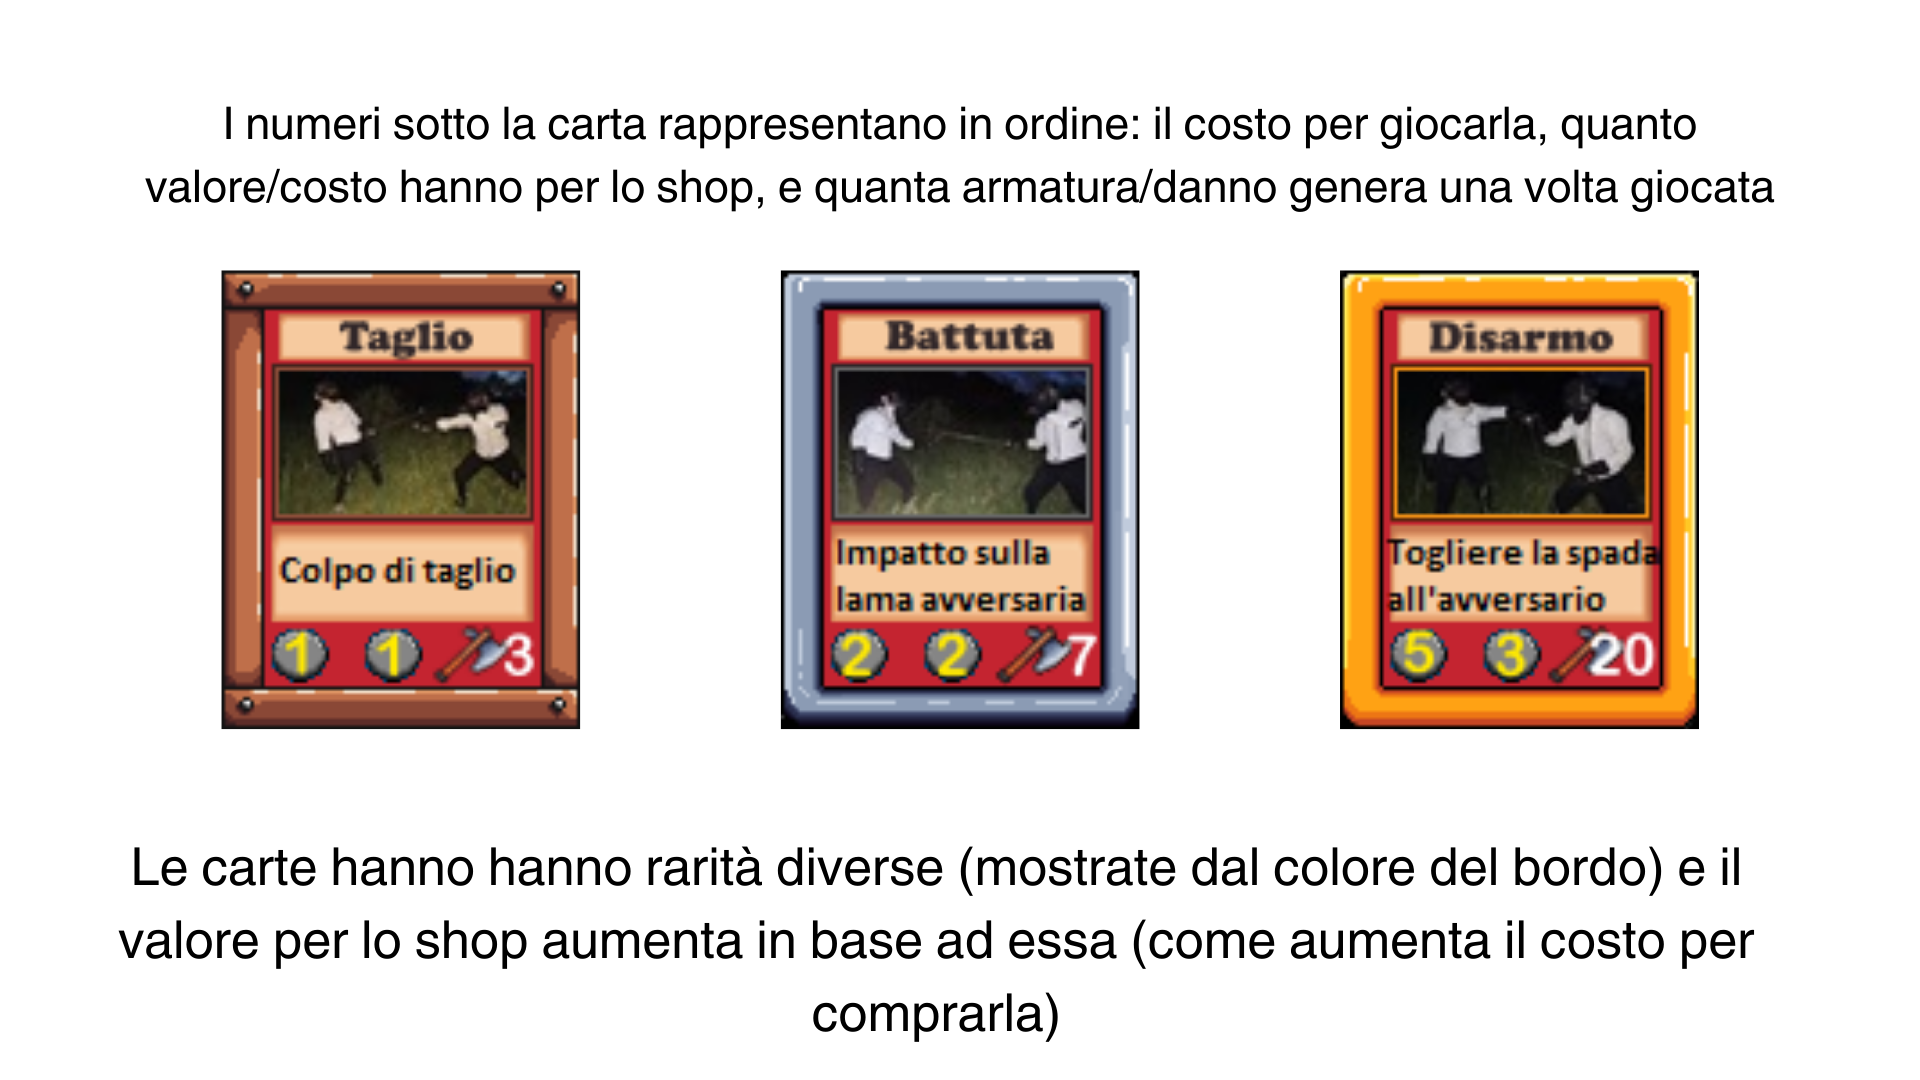 I numeri sotto la carta rappresentano in ordine: il costo per giocarla, quanto
valore/costo hanno per lo shop, e quanta armatura/danno genera una volta giocata
Taglio
Colpo di taglio
1 1 3
Battuta
Impatto sulla
lama avversaria
2 2 7
Disarmo
Togliere la spada
all'avversario
5 3 20
Le carte hanno hanno rarità diverse (mostrate dal colore del bordo) e il
valore per lo shop aumenta in base ad essa (come aumenta il costo per
comprarla)